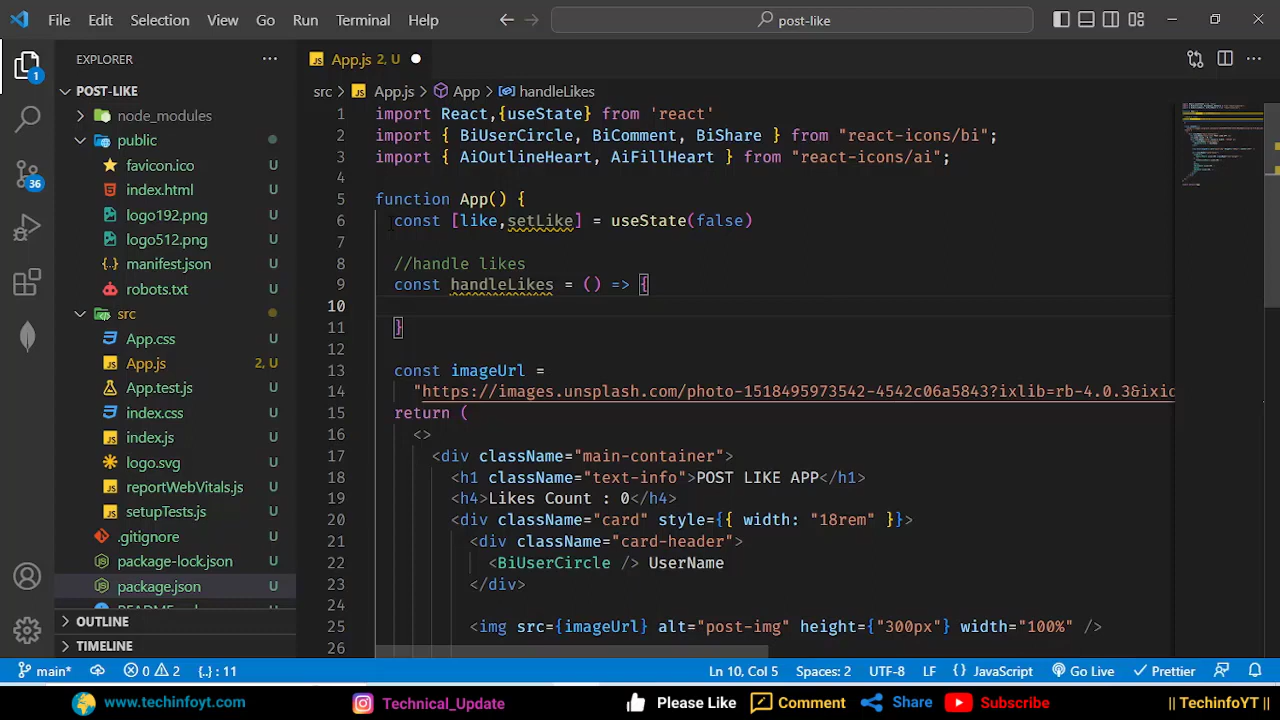 File Edit Selection View Go Run Terminal Help
post-like
EXPLORER
App.js 2, U
POST-LIKE
src > App.js > App > handleLikes
node_modules
public
favicon.ico U
index.html U
logo192.png U
logo512.png U
manifest.json U
robots.txt U
src
App.css U
App.js 2, U
App.test.js U
index.css U
index.js U
logo.svg U
reportWebVitals.js U
setupTests.js U
.gitignore U
package-lock.json U
package.json U
OUTLINE
TIMELINE
1
36
1 import React,{useState} from 'react'
2 import { BiUserCircle, BiComment, BiShare } from "react-icons/bi";
3 import { AiOutlineHeart, AiFillHeart } from "react-icons/ai";
4
5 function App() {
6 const [like,setLike] = useState(false)
7
8 //handle likes
9 const handleLikes = () => {
10
11 }
12
13 const imageUrl =
14 "https://images.unsplash.com/photo-1518495973542-4542c06a5843?ixlib=rb-4.0.3&ixid
15 return (
16 <>
17 <div className="main-container">
18 <h1 className="text-info">POST LIKE APP</h1>
19 <h4>Likes Count : 0</h4>
20 <div className="card" style={{ width: "18rem" }}>
21 <div className="card-header">
22 <BiUserCircle /> UserName
23 </div>
24
25 <img src={imageUrl} alt="post-img" height={"300px"} width="100%" />
26
main* 0 2 {..} : 11 Ln 10, Col 5 Spaces: 2 UTF-8 LF {} JavaScript Go Live Prettier
www.techinfoyt.com Technical_Update Please Like Comment Share Subscribe || TechinfoYT ||